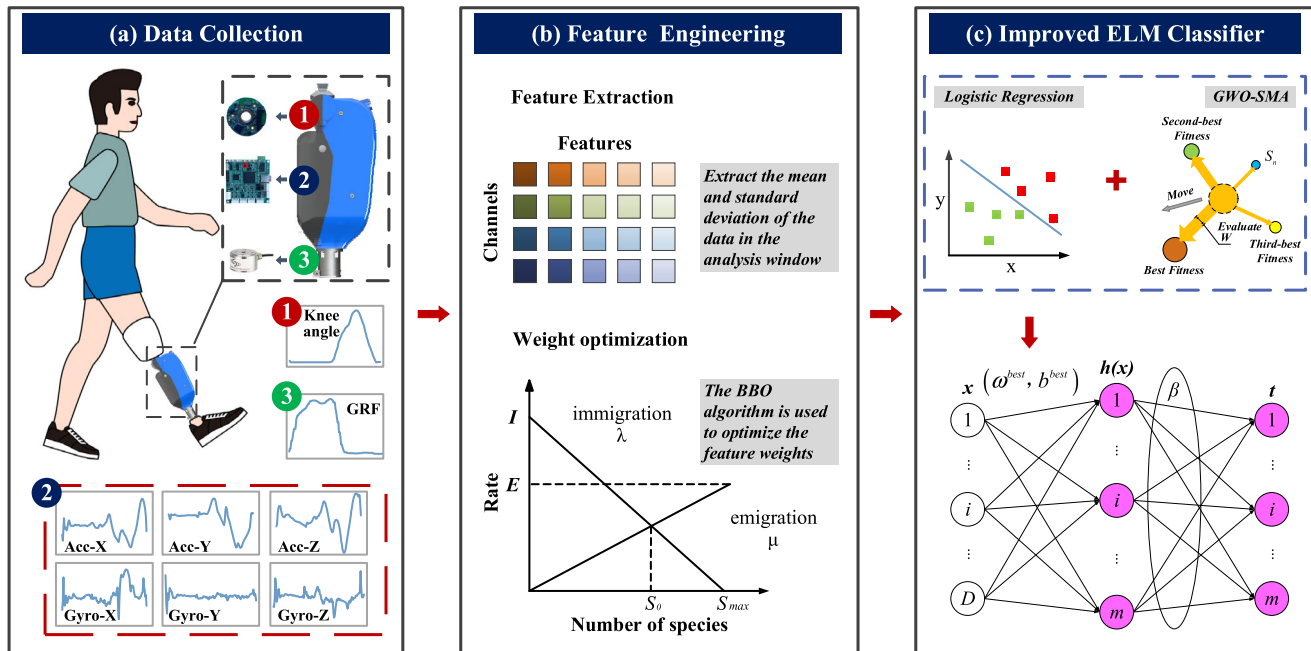 (a) Data Collection
1
2
3
1
Knee
angle
3
GRF
2
Acc-X
Acc-Y
Acc-Z
Gyro-X
Gyro-Y
Gyro-Z
(b) Feature Engineering
Feature Extraction
Features
Channels
Extract the mean
and standard
deviation of the
data in the
analysis window
Weight optimization
The BBO
algorithm is used
to optimize the
feature weights
immigration
λ
I
E
Rate
emigration
μ
S0
Smax
Number of species
(c) Improved ELM Classifier
Logistic Regression
GWO-SMA
y
x
+
Second-best
Fitness
Sn
Move
Evaluate
W
Best Fitness
Third-best
Fitness
x (ω^best, b^best) h(x) β t
1 1 1
⋮ ⋮ ⋮
i i i
⋮ ⋮ ⋮
D m m